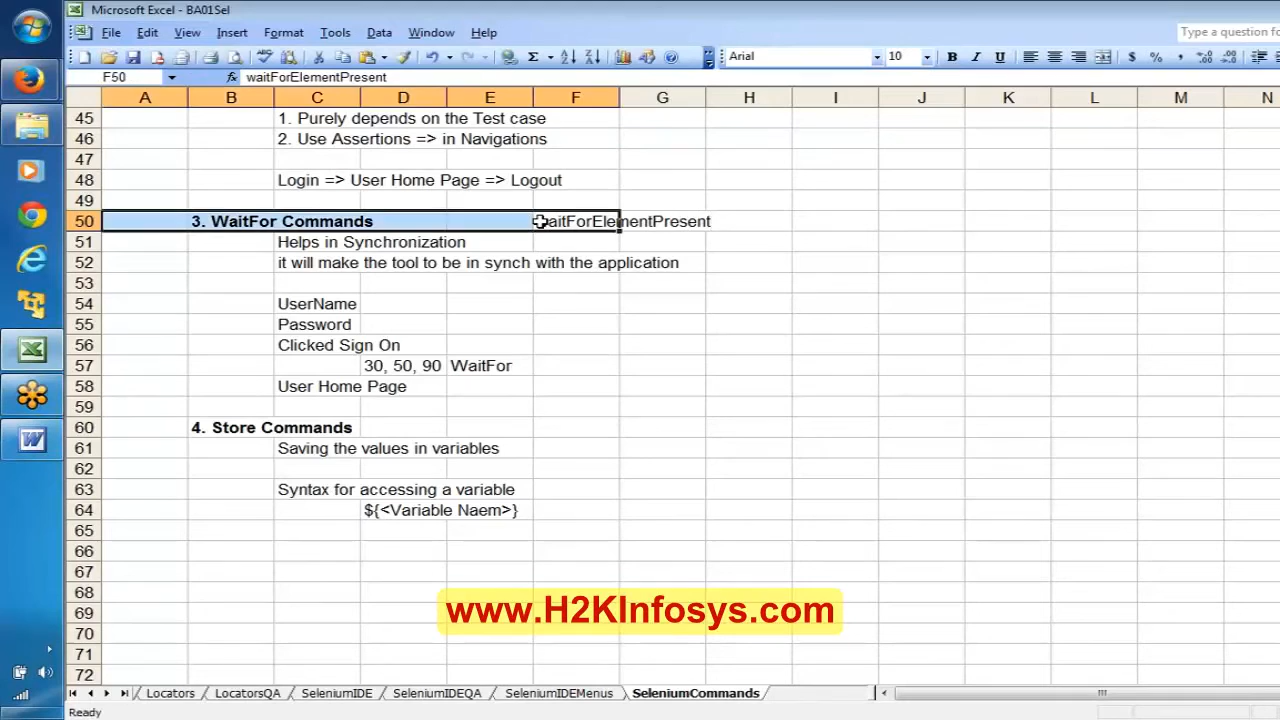 Microsoft Excel - BA01Sel
File Edit View Insert Format Tools Data Window Help
Type a question fo
Arial 10 B I U $ % ,
F50 fx waitForElementPresent
A B C D E F G H I J K L M N
45 1. Purely depends on the Test case
46 2. Use Assertions => in Navigations
47
48 Login => User Home Page => Logout
49
50 3. WaitFor Commands waitForElementPresent
51 Helps in Synchronization
52 it will make the tool to be in synch with the application
53
54 UserName
55 Password
56 Clicked Sign On
57 30, 50, 90 WaitFor
58 User Home Page
59
60 4. Store Commands
61 Saving the values in variables
62
63 Syntax for accessing a variable
64 ${<Variable Naem>}
65
66
67
68
69
70
71
72
www.H2KInfosys.com
Locators LocatorsQA SeleniumIDE SeleniumIDEQA SeleniumIDEMenus SeleniumCommands
Ready